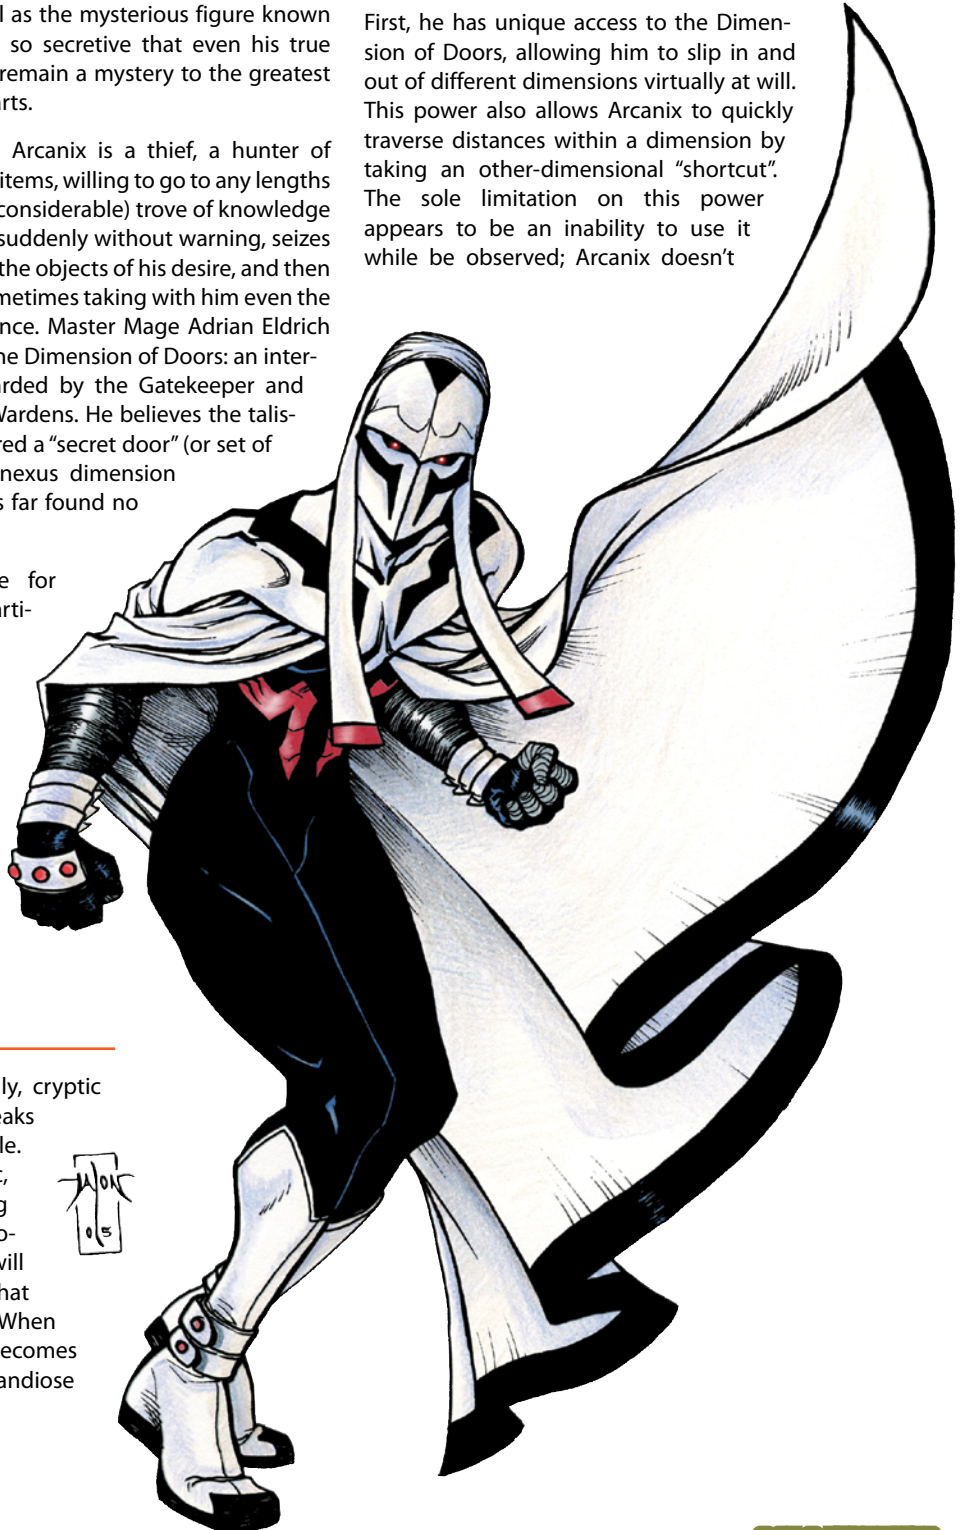 l as the mysterious figure known
so secretive that even his true
remain a mystery to the greatest
arts.
Arcanix is a thief, a hunter of
items, willing to go to any lengths
considerable) trove of knowledge
suddenly without warning, seizes
the objects of his desire, and then
metimes taking with him even the
nce. Master Mage Adrian Eldrich
he Dimension of Doors: an inter-
arded by the Gatekeeper and
Wardens. He believes the talis-
red a “secret door” (or set of
nexus dimension
s far found no
e for
arti-
ly, cryptic
eaks
le.
t,
g
o-
will
hat
When
ecomes
andiose
First, he has unique access to the Dimen-
sion of Doors, allowing him to slip in and
out of different dimensions virtually at will.
This power also allows Arcanix to quickly
traverse distances within a dimension by
taking an other-dimensional “shortcut”.
The sole limitation on this power
appears to be an inability to use it
while be observed; Arcanix doesn’t
05